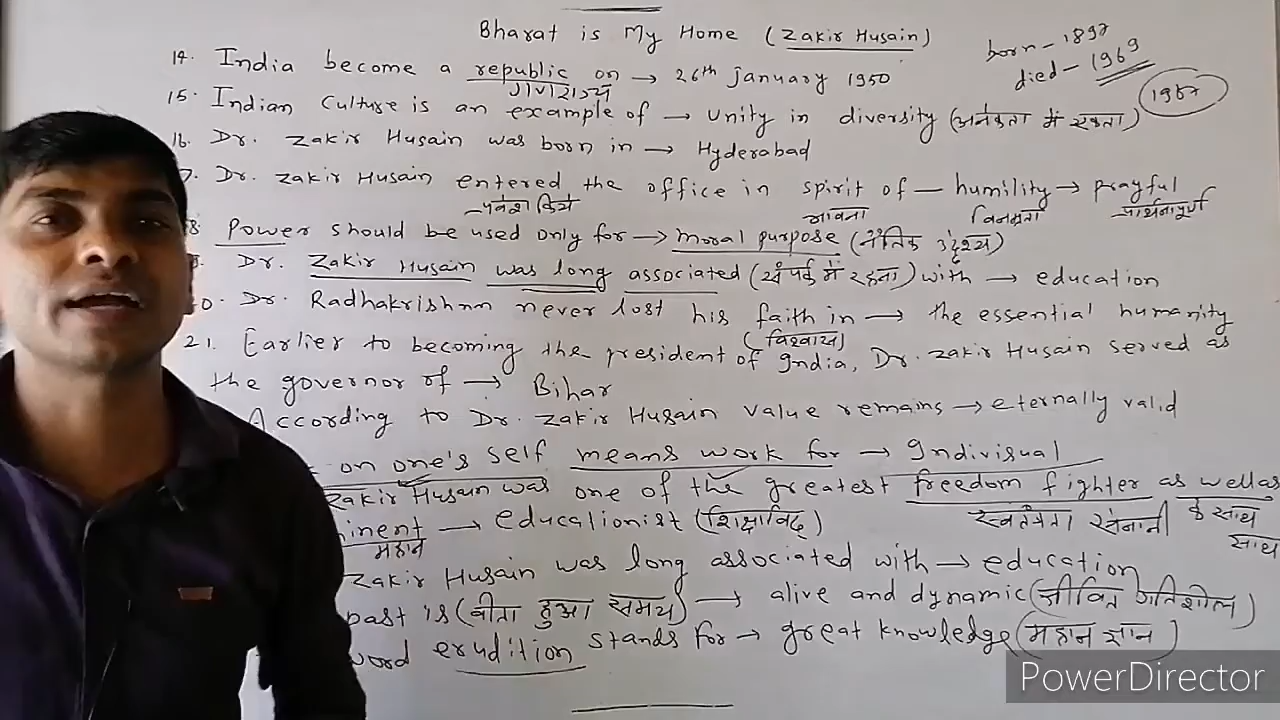 Bharat is My Home (Zakir Husain)
born - 1897
died - 1969
1967
14. India become a republic on → 26th January 1950
गणराज्य
15. Indian Culture is an example of → Unity in diversity (अनेकता में एकता)
16. Dr. Zakir Husain was born in → Hyderabad
7. Dr. Zakir Husain entered the office in spirit of — humility → prayful
प्रवेश किये भावना विनम्रता प्रार्थनापूर्ण
18 Power should be used only for → moral purpose (नैतिक उद्देश्य)
Dr. Zakir Husain was long associated (संपर्क में रहना) with → education
0. Dr. Radhakrishnan never lost his faith in → the essential humanity
(विश्वास)
21. Earlier to becoming the president of India, Dr. Zakir Husain served as
the governor of → Bihar
According to Dr. Zakir Husain value remains → eternally valid
on one's self means work for → Indivisual
Zakir Husain was one of the greatest freedom fighter as well as
स्वतंत्रता सेनानी के साथ साथ
inent → educationist (शिक्षाविद्)
महान
Zakir Husain was long associated with → education
past is (बीता हुआ समय) → alive and dynamic (जीवित गतिशील)
word erudition stands for → great knowledge (महान ज्ञान)
PowerDirector